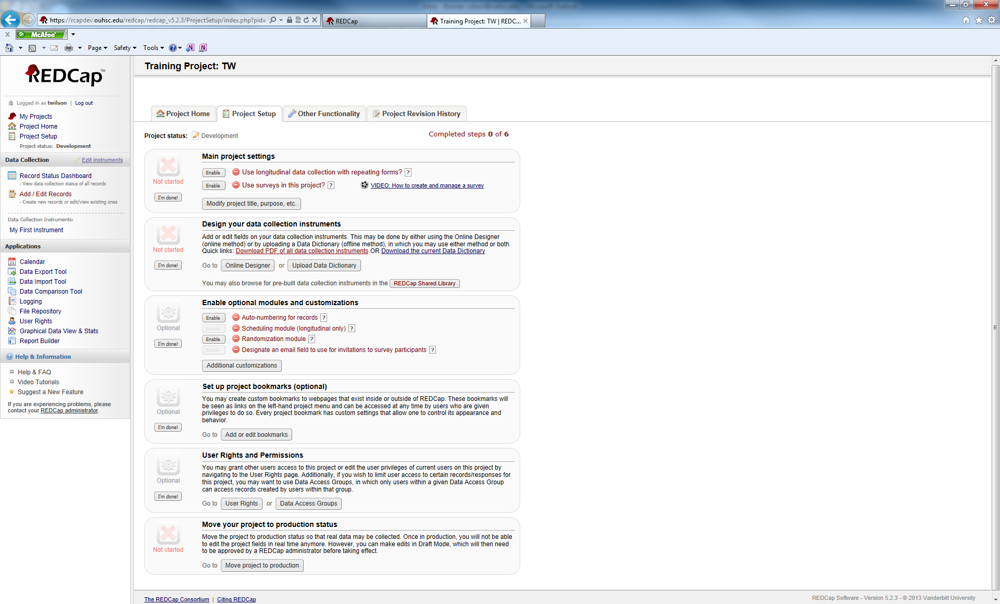 https://rcapdev.ouhsc.edu/redcap/redcap_v5.2.3/ProjectSetup/index.php?pid=
REDCap
Training Project: TW | REDC...
McAfee
Page
Safety
Tools
REDCap™
Logged in as twilson | Log out
My Projects
Project Home
Project Setup
Project status: Development
Data Collection
Edit instruments
Record Status Dashboard
- View data collection status of all records
Add / Edit Records
- Create new records or edit/view existing ones
Data Collection Instruments:
My First Instrument
Applications
31
Calendar
Data Export Tool
Data Import Tool
Data Comparison Tool
Logging
File Repository
User Rights
Graphical Data View & Stats
Report Builder
Help & Information
Help & FAQ
Video Tutorials
Suggest a New Feature
If you are experiencing problems, please
contact your REDCap administrator.
Training Project: TW
Project Home
Project Setup
Other Functionality
Project Revision History
Project status: Development
Completed steps 0 of 6
Not started
I'm done!
Main project settings
Enable
Use longitudinal data collection with repeating forms? ?
Enable
Use surveys in this project? ?
VIDEO: How to create and manage a survey
Modify project title, purpose, etc.
Not started
I'm done!
Design your data collection instruments
Add or edit fields on your data collection instruments. This may be done by either using the Online Designer
(online method) or by uploading a Data Dictionary (offline method), in which you may use either method or both.
Quick links: Download PDF of all data collection instruments OR Download the current Data Dictionary
Go to Online Designer or Upload Data Dictionary
You may also browse for pre-built data collection instruments in the REDCap Shared Library
Optional
I'm done!
Enable optional modules and customizations
Enable
Auto-numbering for records ?
Enable
Scheduling module (longitudinal only) ?
Enable
Randomization module ?
Enable
Designate an email field to use for invitations to survey participants ?
Additional customizations
Optional
I'm done!
Set up project bookmarks (optional)
You may create custom bookmarks to webpages that exist inside or outside of REDCap. These bookmarks will
be seen as links on the left-hand project menu and can be accessed at any time by users who are given
privileges to do so. Every project bookmark has custom settings that allow one to control its appearance and
behavior.
Go to Add or edit bookmarks
Optional
I'm done!
User Rights and Permissions
You may grant other users access to this project or edit the user privileges of current users on this project by
navigating to the User Rights page. Additionally, if you wish to limit user access to certain records/responses for
this project, you may want to use Data Access Groups, in which only users within a given Data Access Group
can access records created by users within that group.
Go to User Rights or Data Access Groups
Not started
Move your project to production status
Move the project to production status so that real data may be collected. Once in production, you will not be able
to edit the project fields in real time anymore. However, you can make edits in Draft Mode, which will then need
to be approved by a REDCap administrator before taking effect.
Go to Move project to production
The REDCap Consortium | Citing REDCap
REDCap Software - Version 5.2.3 - © 2013 Vanderbilt University